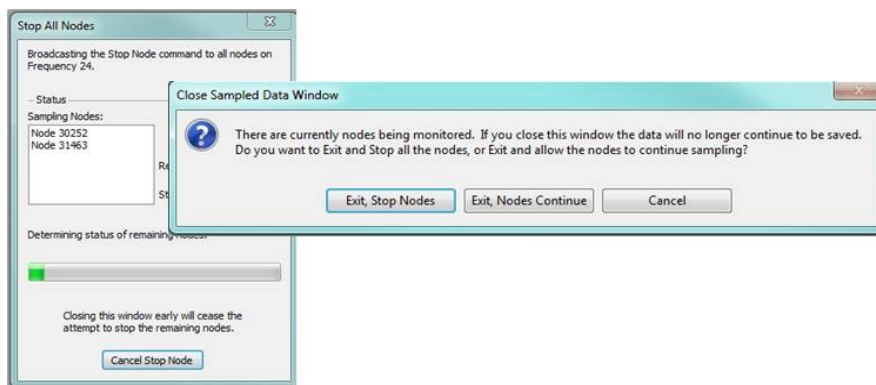 Stop All Nodes
Broadcasting the Stop Node command to all nodes on
Frequency 24.
Status
Sampling Nodes:
Node 30252
Node 31463
Determining status of remaining
Closing this window early will cease the
attempt to stop the remaining nodes.
Cancel Stop Node
Close Sampled Data Window
There are currently nodes being monitored. If you close this window the data will no longer continue to be saved.
Do you want to Exit and Stop all the nodes, or Exit and allow the nodes to continue sampling?
Exit, Stop Nodes
Exit, Nodes Continue
Cancel